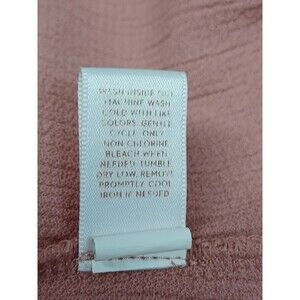 WASH INSIDE OUT
MACHINE WASH
COLD WITH LIKE
COLORS. GENTLE
CYCLE. ONLY
NON CHLORINE
BLEACH WHEN
NEEDED. TUMBLE
DRY LOW. REMOVE
PROMPTLY. COOL
IRON IF NEEDED